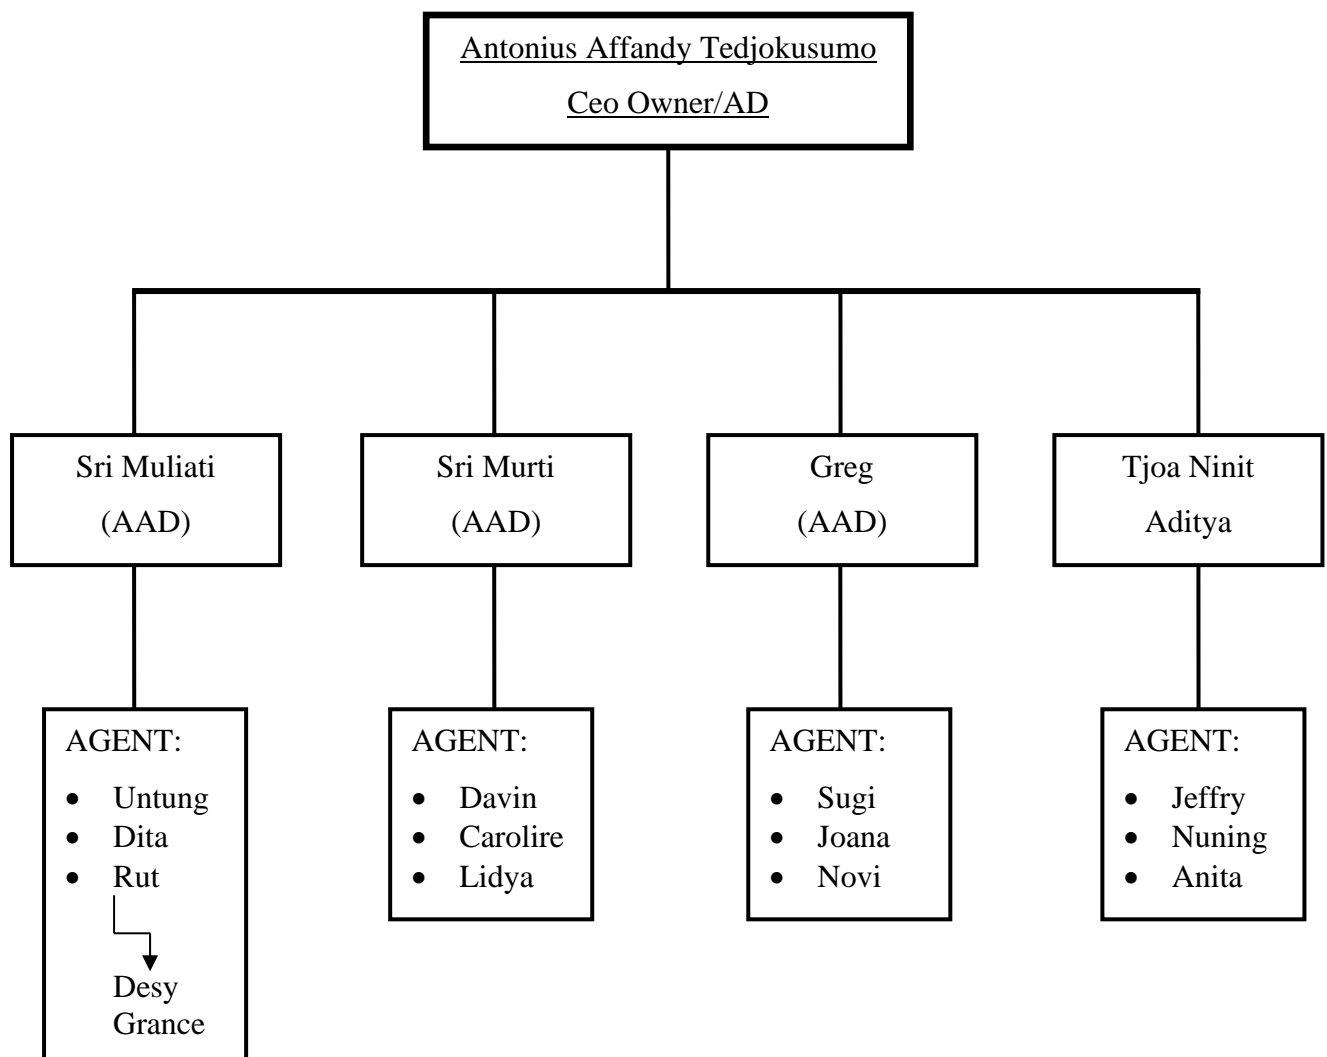 Antonius Affandy Tedjokusumo
Ceo Owner/AD
Sri Muliati
(AAD)
Sri Murti
(AAD)
Greg
(AAD)
Tjoa Ninit
Aditya
AGENT:
• Untung
• Dita
• Rut
Desy
Grance
AGENT:
• Davin
• Carolire
• Lidya
AGENT:
• Sugi
• Joana
• Novi
AGENT:
• Jeffry
• Nuning
• Anita